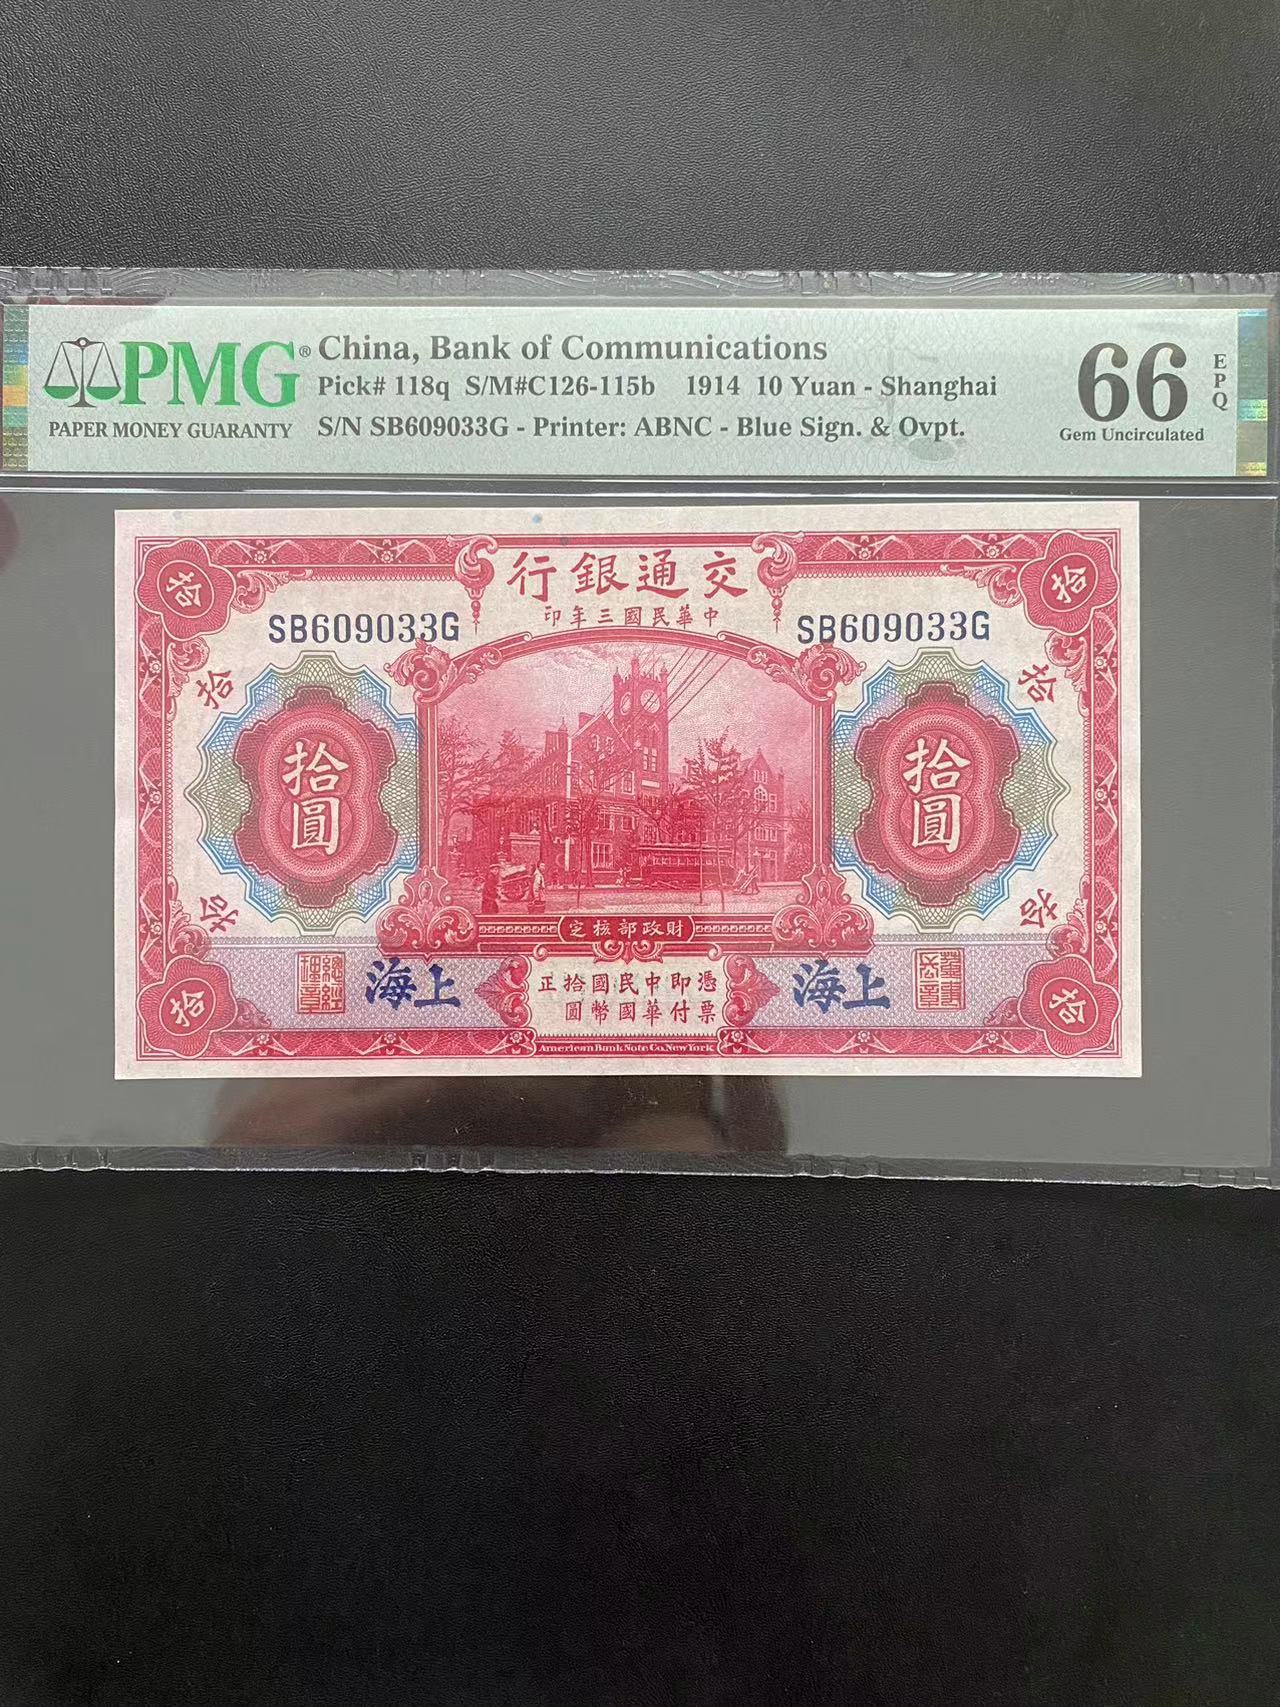 PMG® China, Bank of Communications
Pick# 118q S/M#C126-115b 1914 10 Yuan - Shanghai
PAPER MONEY GUARANTY S/N SB609033G - Printer: ABNC - Blue Sign. & Ovpt.
66 EPQ
Gem Uncirculated
行銀通交
印年三國民華中
SB609033G SB609033G
拾 拾
拾 拾
拾圓 拾圓
拾 拾
定核部政財
海上 海上
正拾國民中即憑
圓幣國華付票
拾 拾
American Bank Note Co. New York